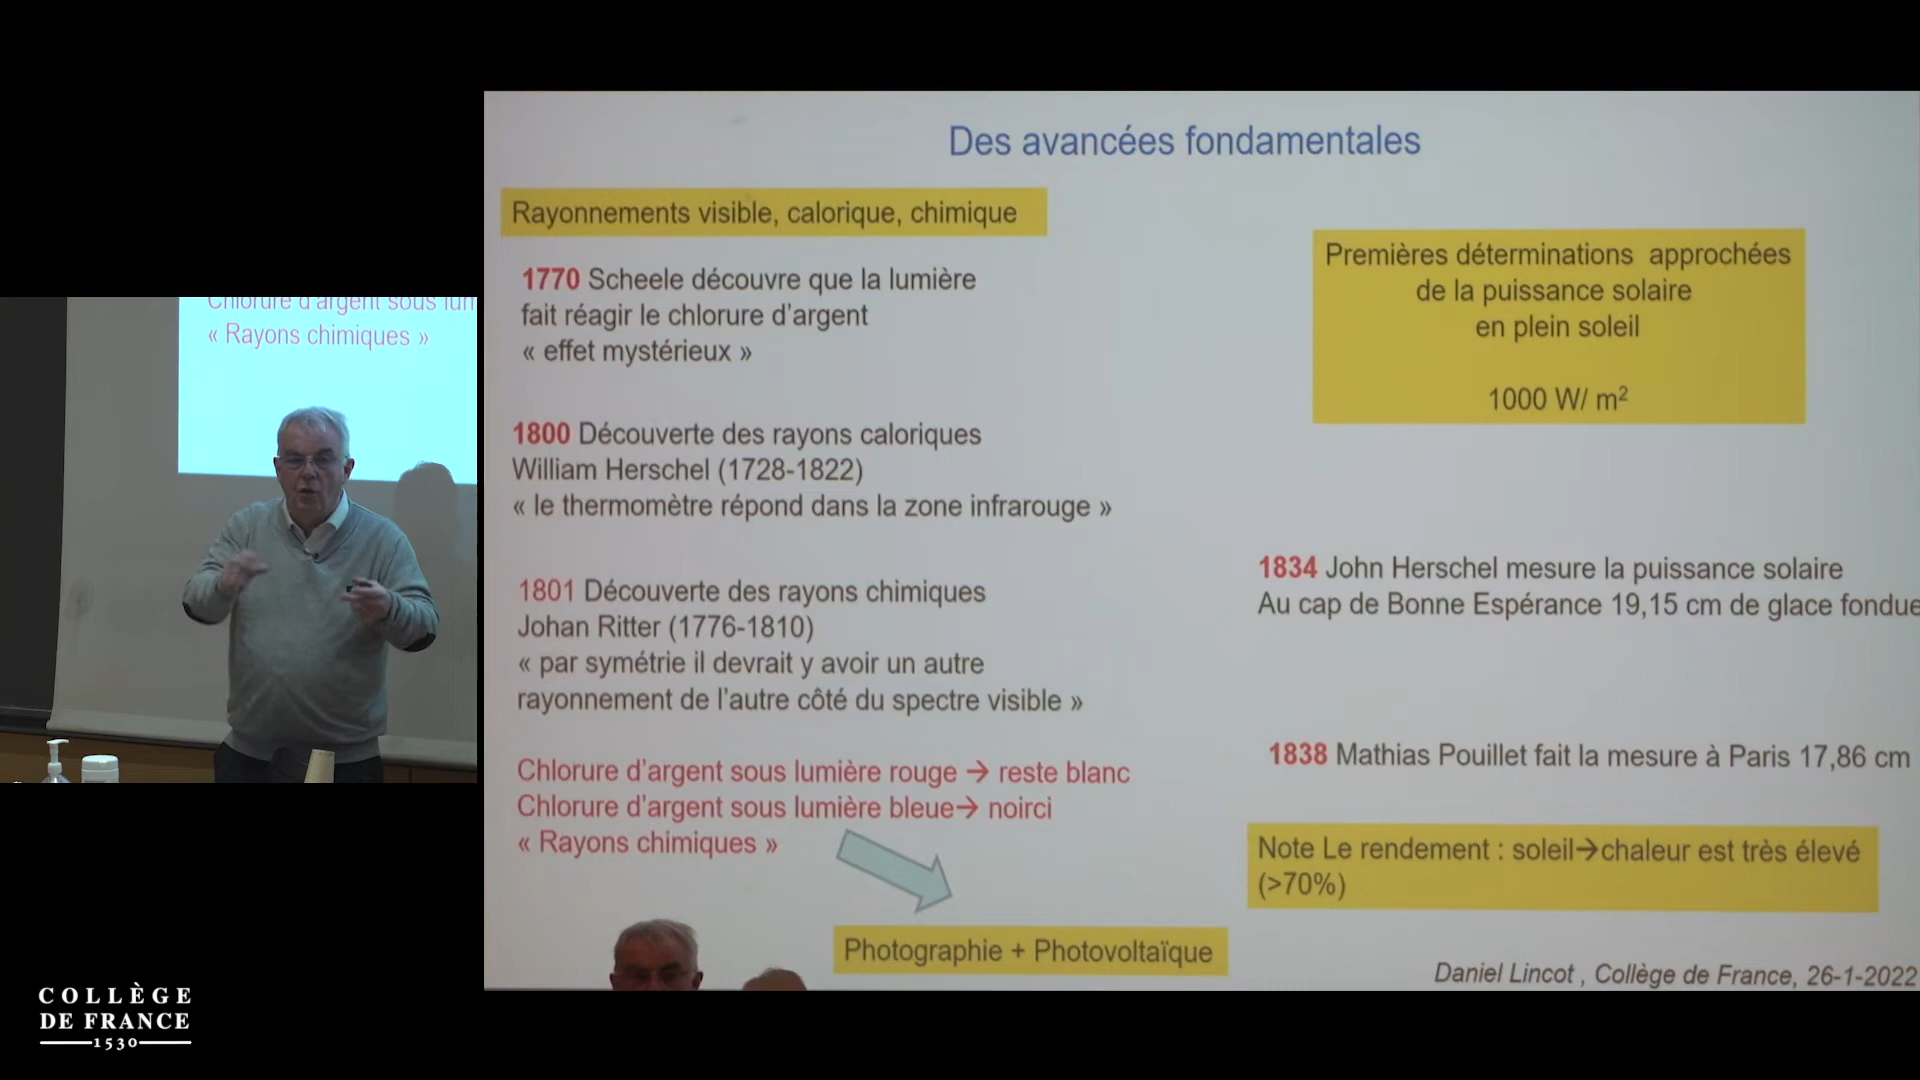 Des avancées fondamentales
Rayonnements visible, calorique, chimique
1770 Scheele découvre que la lumière
fait réagir le chlorure d'argent
« effet mystérieux »
1800 Découverte des rayons caloriques
William Herschel (1728-1822)
« le thermomètre répond dans la zone infrarouge »
1801 Découverte des rayons chimiques
Johan Ritter (1776-1810)
« par symétrie il devrait y avoir un autre
rayonnement de l'autre côté du spectre visible »
Chlorure d'argent sous lumière rouge → reste blanc
Chlorure d'argent sous lumière bleue→ noirci
« Rayons chimiques »
Photographie + Photovoltaïque
Premières déterminations approchées
de la puissance solaire
en plein soleil
1000 W/ m²
1834 John Herschel mesure la puissance solaire
Au cap de Bonne Espérance 19,15 cm de glace fondue
1838 Mathias Pouillet fait la mesure à Paris 17,86 cm
Note Le rendement : soleil→chaleur est très élevé
(>70%)
Daniel Lincot , Collège de France, 26-1-2022
Chlorure d'argent sous lum
« Rayons chimiques »
COLLÈGE
DE FRANCE
1530